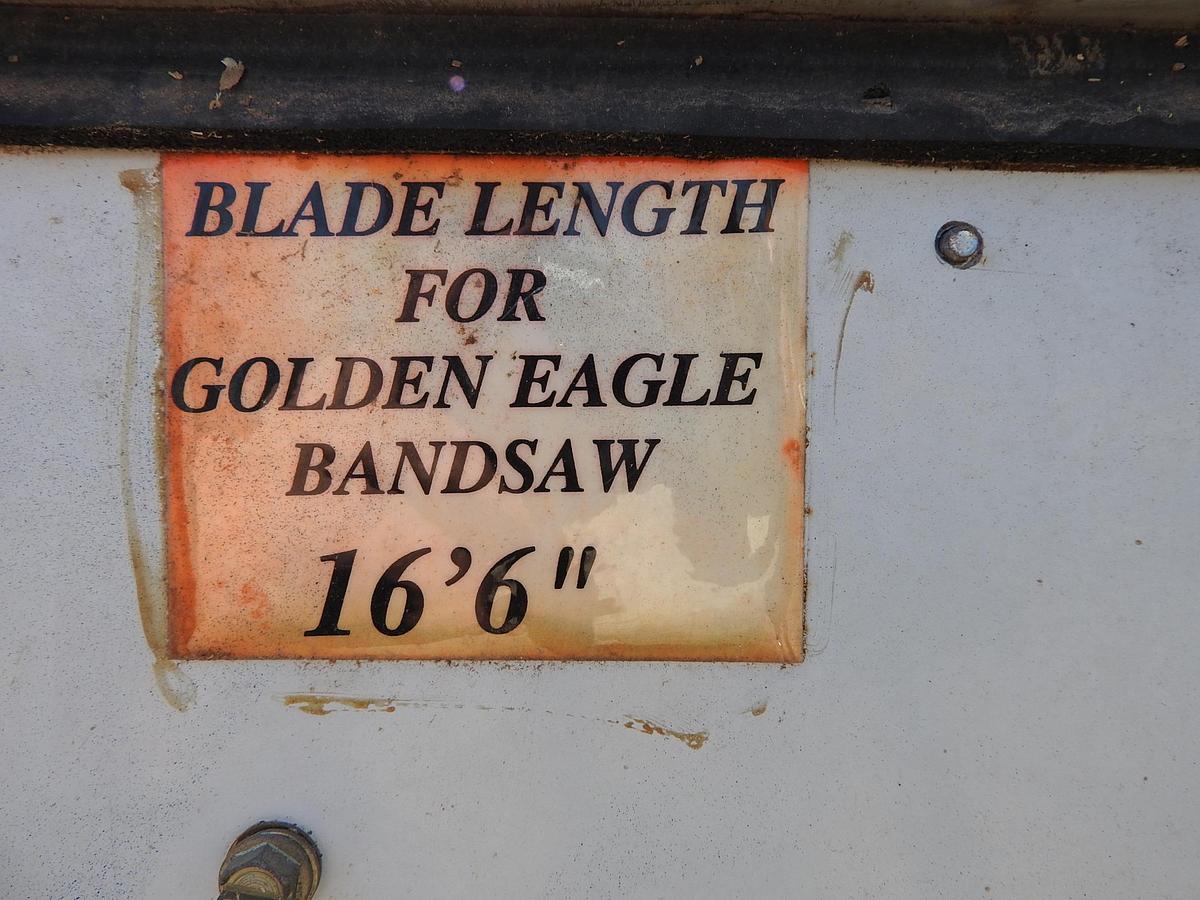 BLADE LENGTH
FOR
GOLDEN EAGLE
BANDSAW
16’6"